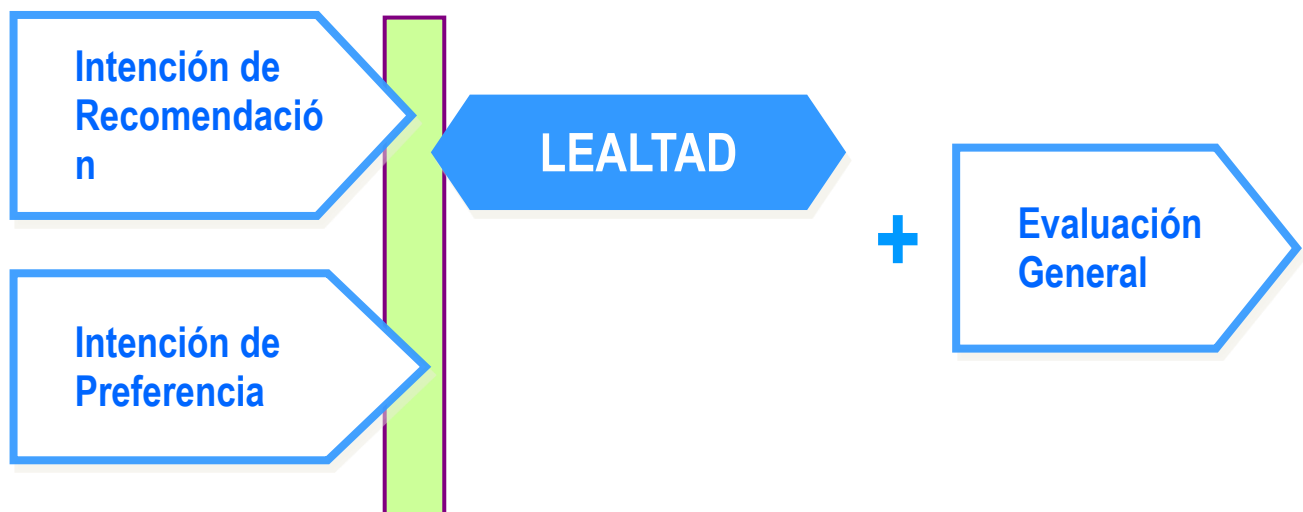 Intención de
Recomendació
n
LEALTAD
+
Evaluación
General
Intención de
Preferencia